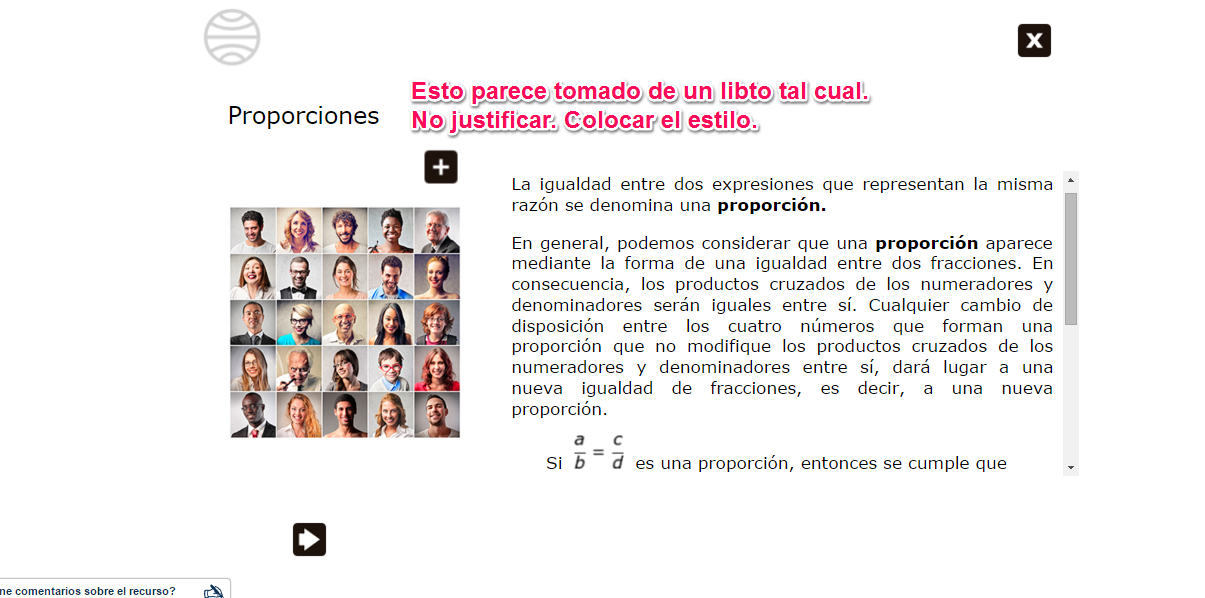 Esto parece tomado de un libto tal cual.
No justificar. Colocar el estilo.
Proporciones
La igualdad entre dos expresiones que representan la misma
razón se denomina una proporción.
En general, podemos considerar que una proporción aparece
mediante la forma de una igualdad entre dos fracciones. En
consecuencia, los productos cruzados de los numeradores y
denominadores serán iguales entre sí. Cualquier cambio de
disposición entre los cuatro números que forman una
proporción que no modifique los productos cruzados de los
numeradores y denominadores entre sí, dará lugar a una
nueva igualdad de fracciones, es decir, a una nueva
proporción.
Si a/b = c/d es una proporción, entonces se cumple que
ne comentarios sobre el recurso?